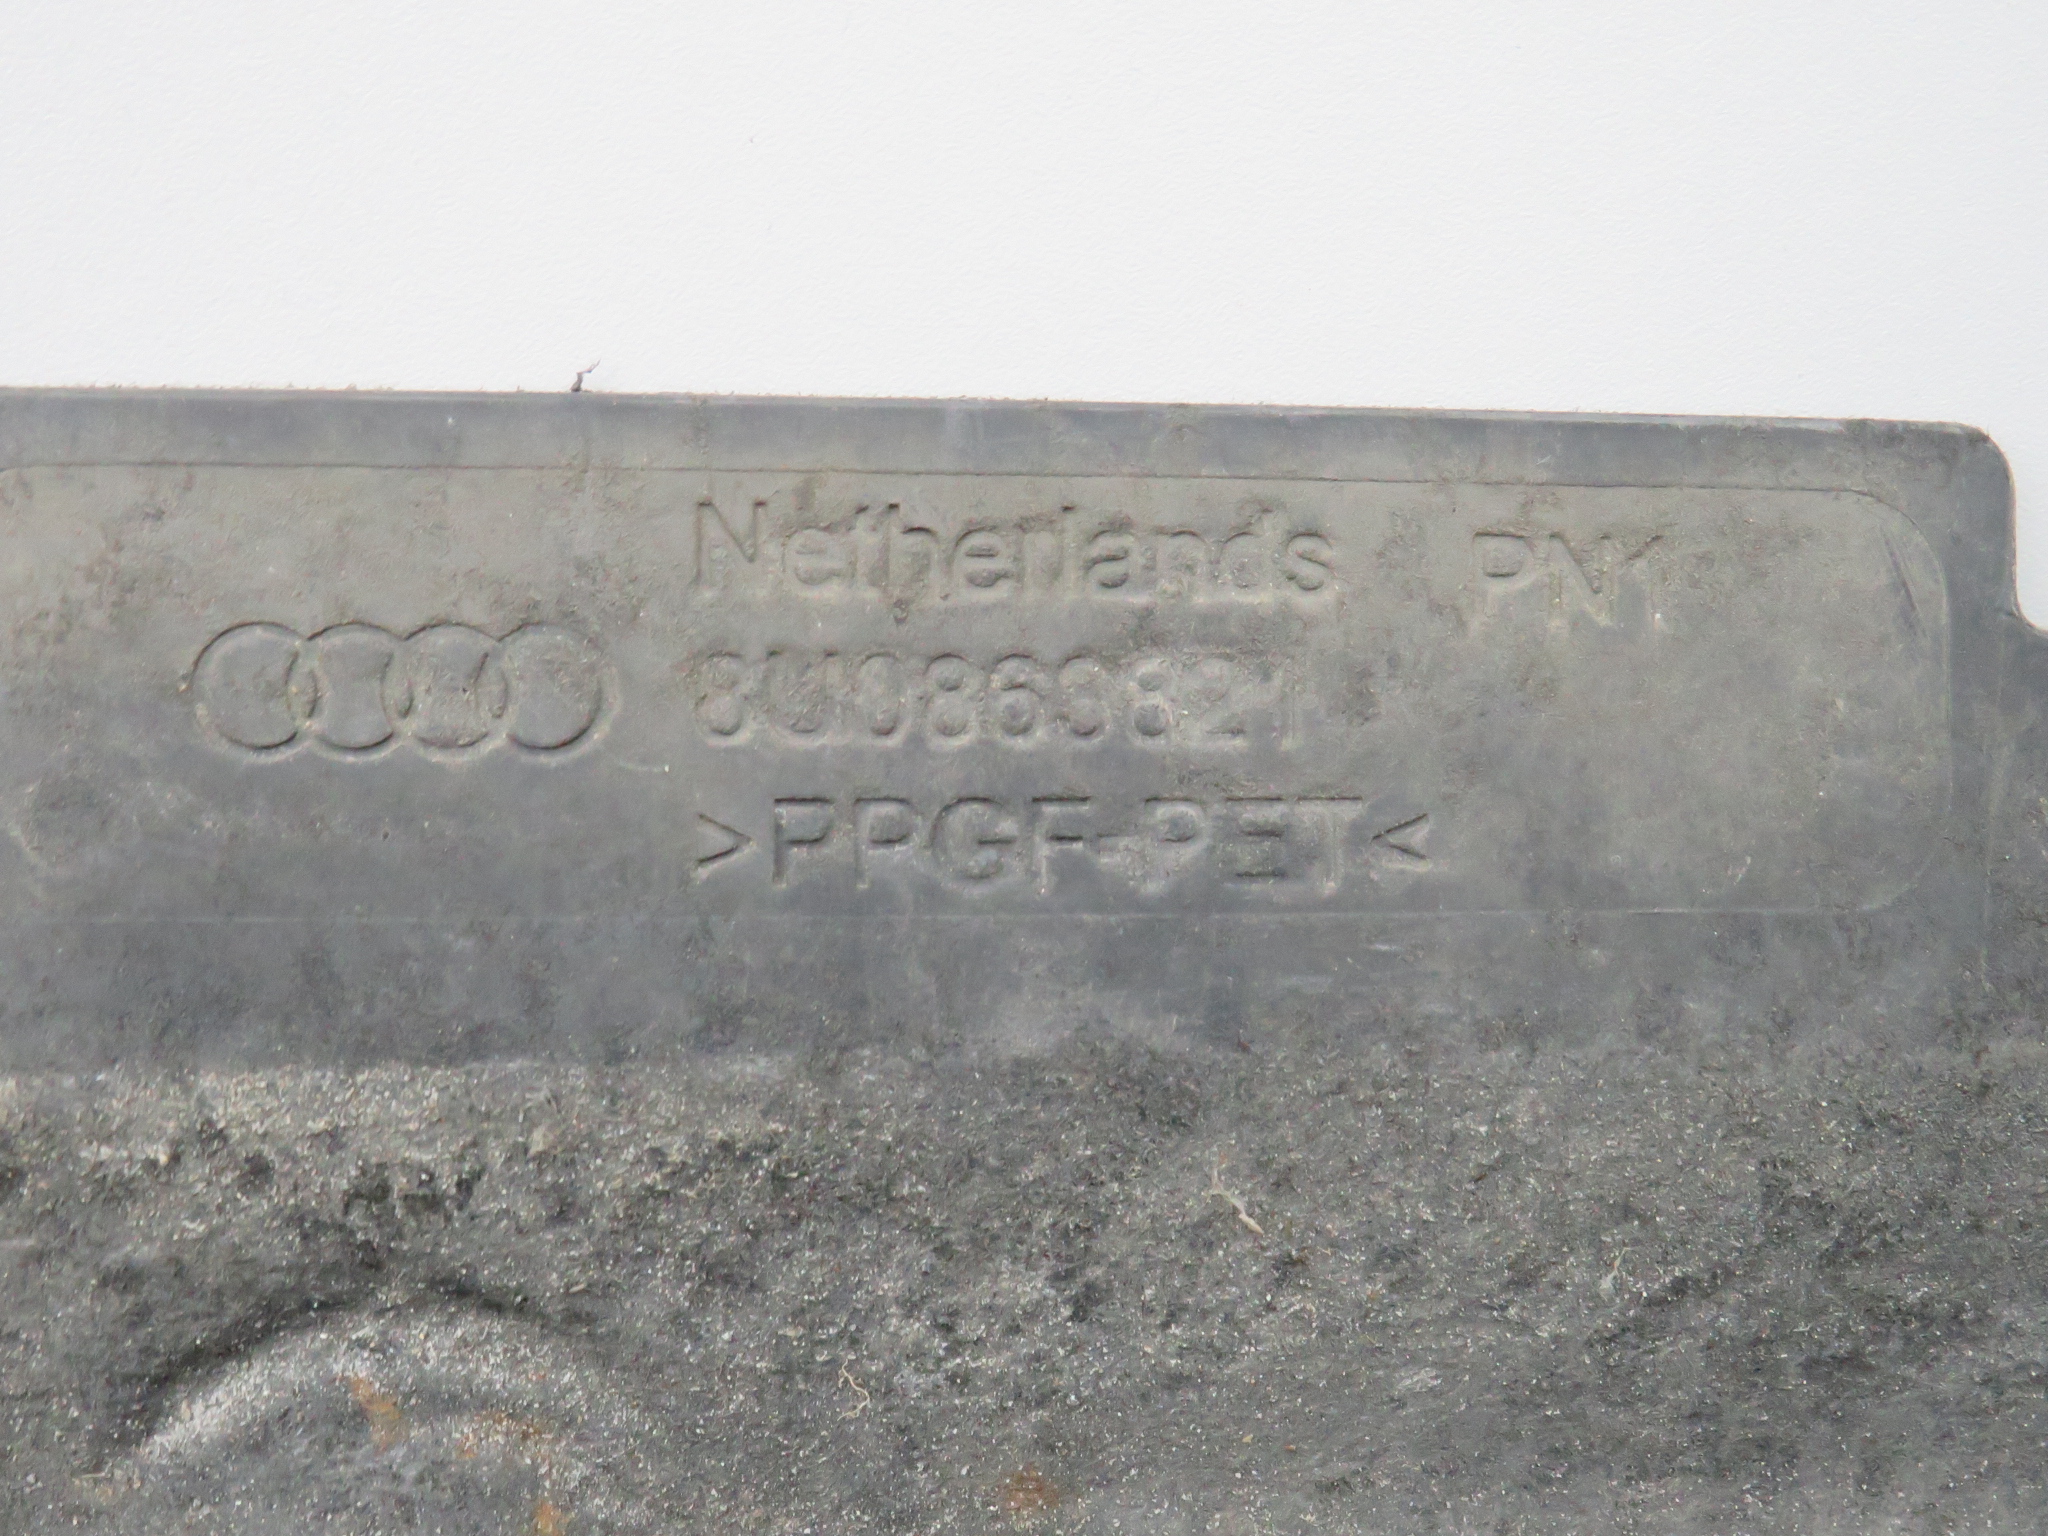 Netherlands PN1
8U0863821
>PPGF-PET<